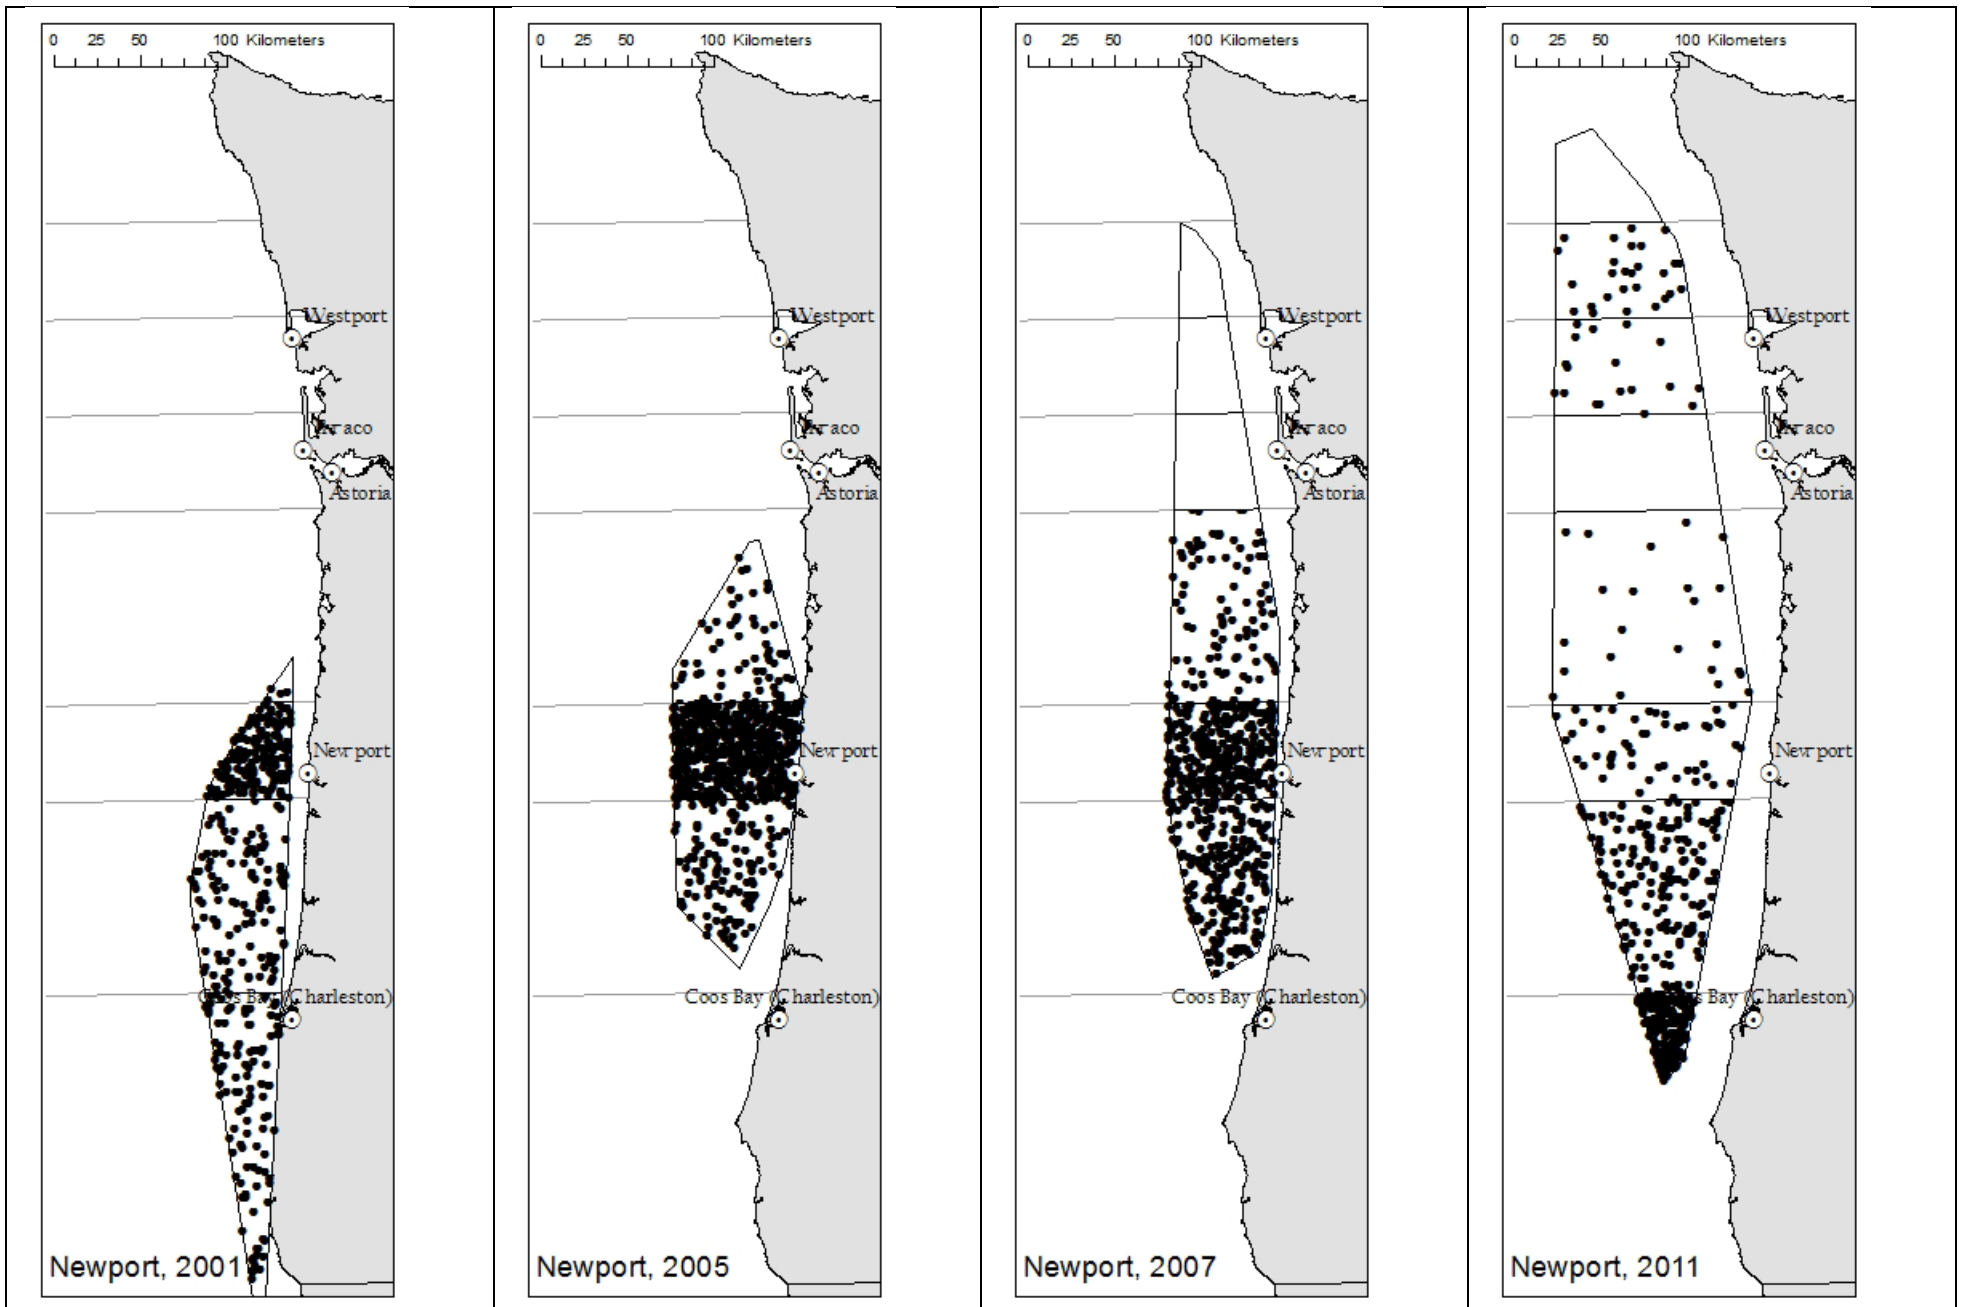 0 25 50 100 Kilometers
Westport
Astoria
Newport
Coos Bay (Charleston)
Newport, 2001
0 25 50 100 Kilometers
Westport
Astoria
Newport
Coos Bay (Charleston)
Newport, 2005
0 25 50 100 Kilometers
Westport
Astoria
Newport
Coos Bay (Charleston)
Newport, 2007
0 25 50 100 Kilometers
Westport
Astoria
Newport
Bay (Charleston)
Newport, 2011